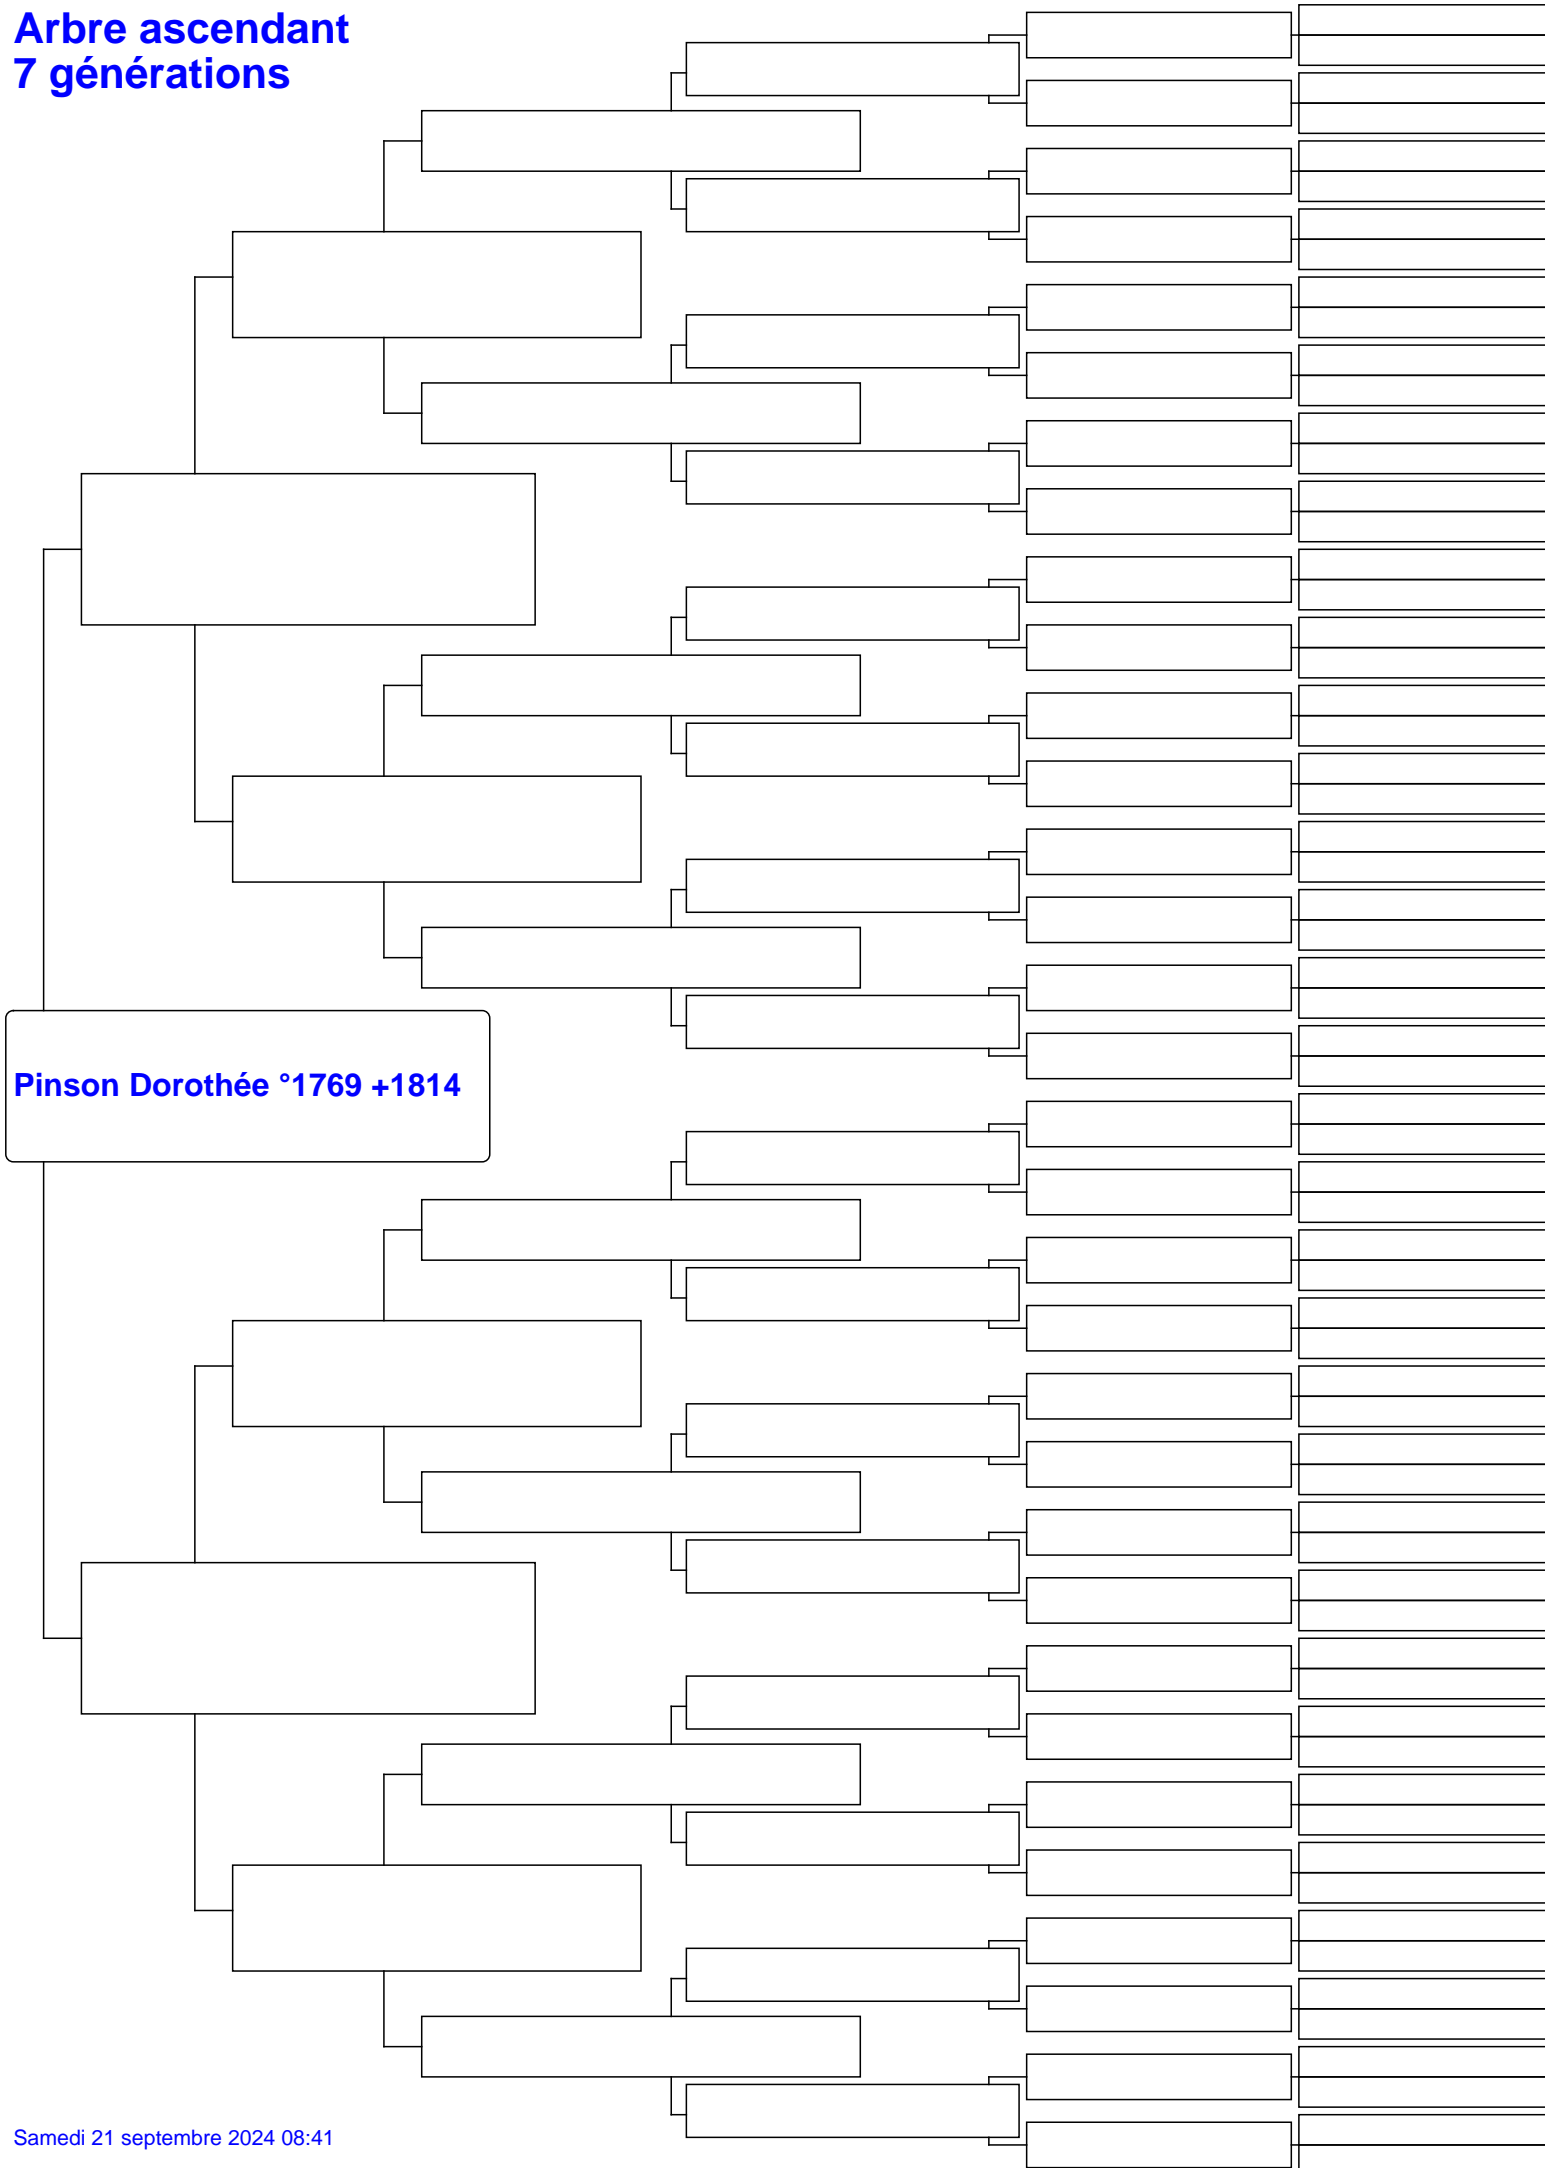 Arbre ascendant
7 générations
Pinson Dorothée °1769 +1814
Samedi 21 septembre 2024 08:41